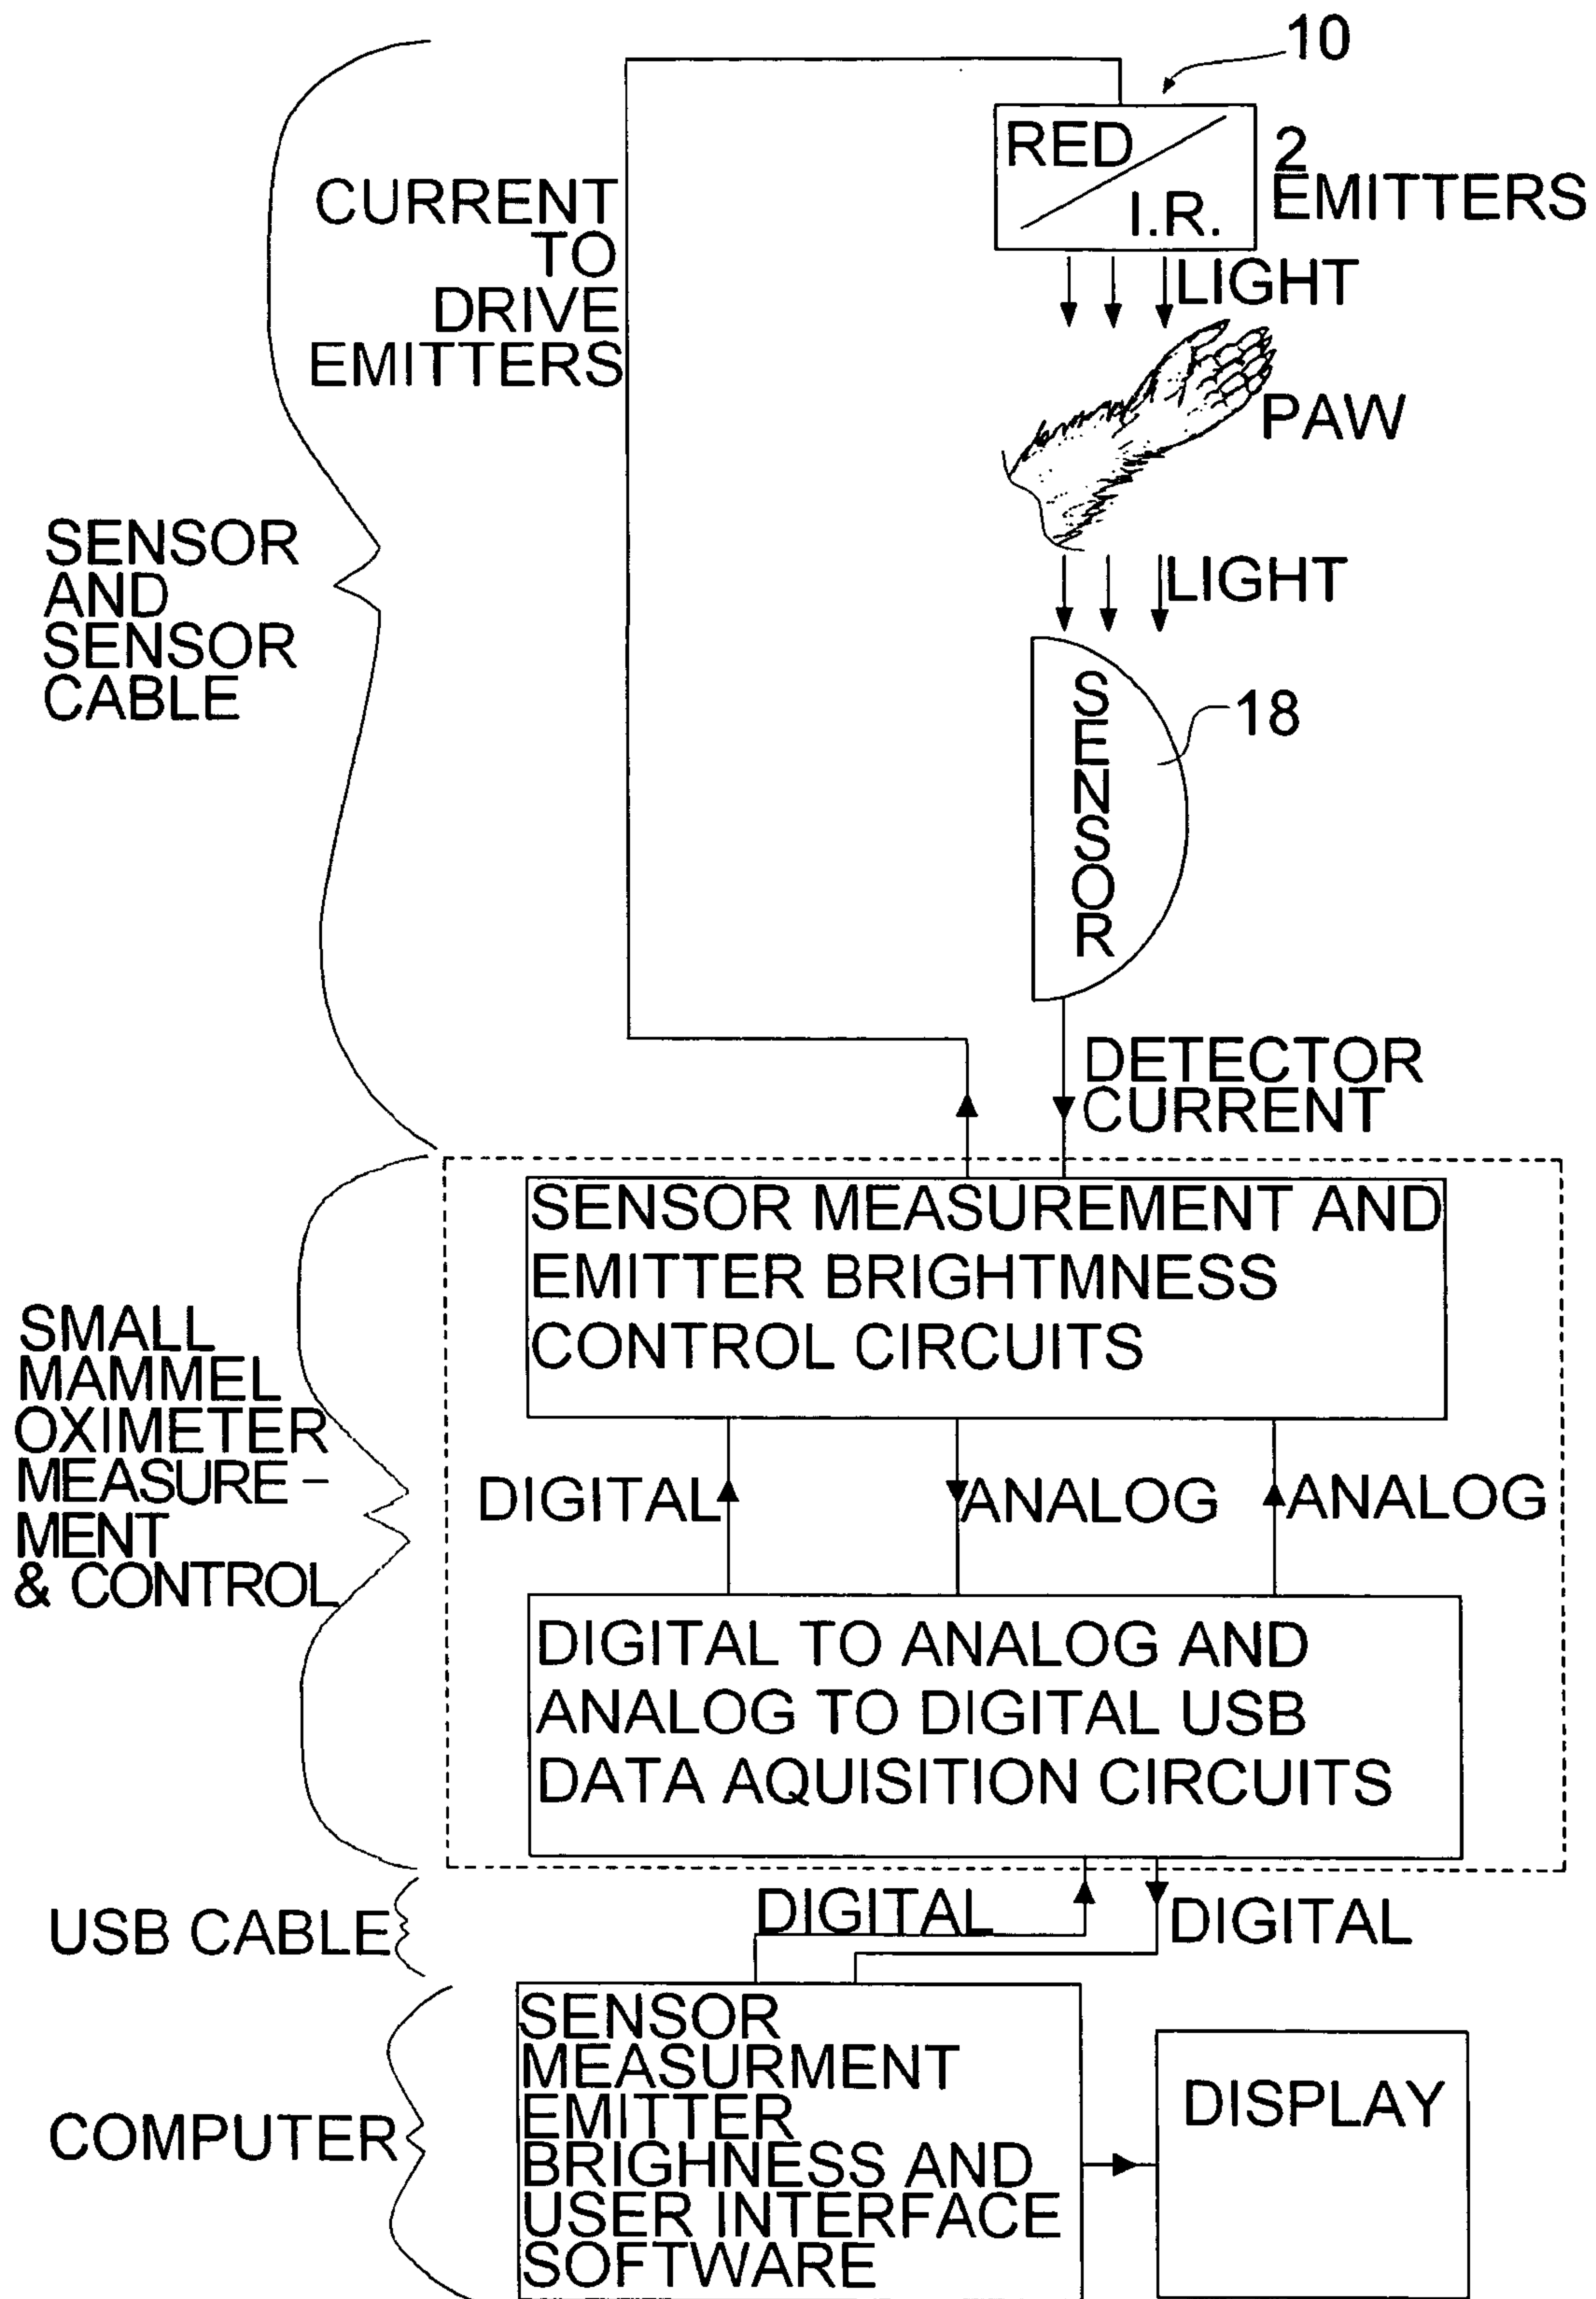 10
RED
I.R.
2
EMITTERS
CURRENT
TO
DRIVE
EMITTERS
LIGHT
PAW
SENSOR
AND
SENSOR
CABLE
LIGHT
SENSOR
18
DETECTOR
CURRENT
SENSOR MEASUREMENT AND
EMITTER BRIGHTMNESS
CONTROL CIRCUITS
SMALL
MAMMEL
OXIMETER
MEASURE-
MENT
& CONTROL
DIGITAL
ANALOG
ANALOG
DIGITAL TO ANALOG AND
ANALOG TO DIGITAL USB
DATA AQUISITION CIRCUITS
USB CABLE
DIGITAL
DIGITAL
COMPUTER
SENSOR
MEASURMENT
EMITTER
BRIGHNESS AND
USER INTERFACE
SOFTWARE
DISPLAY